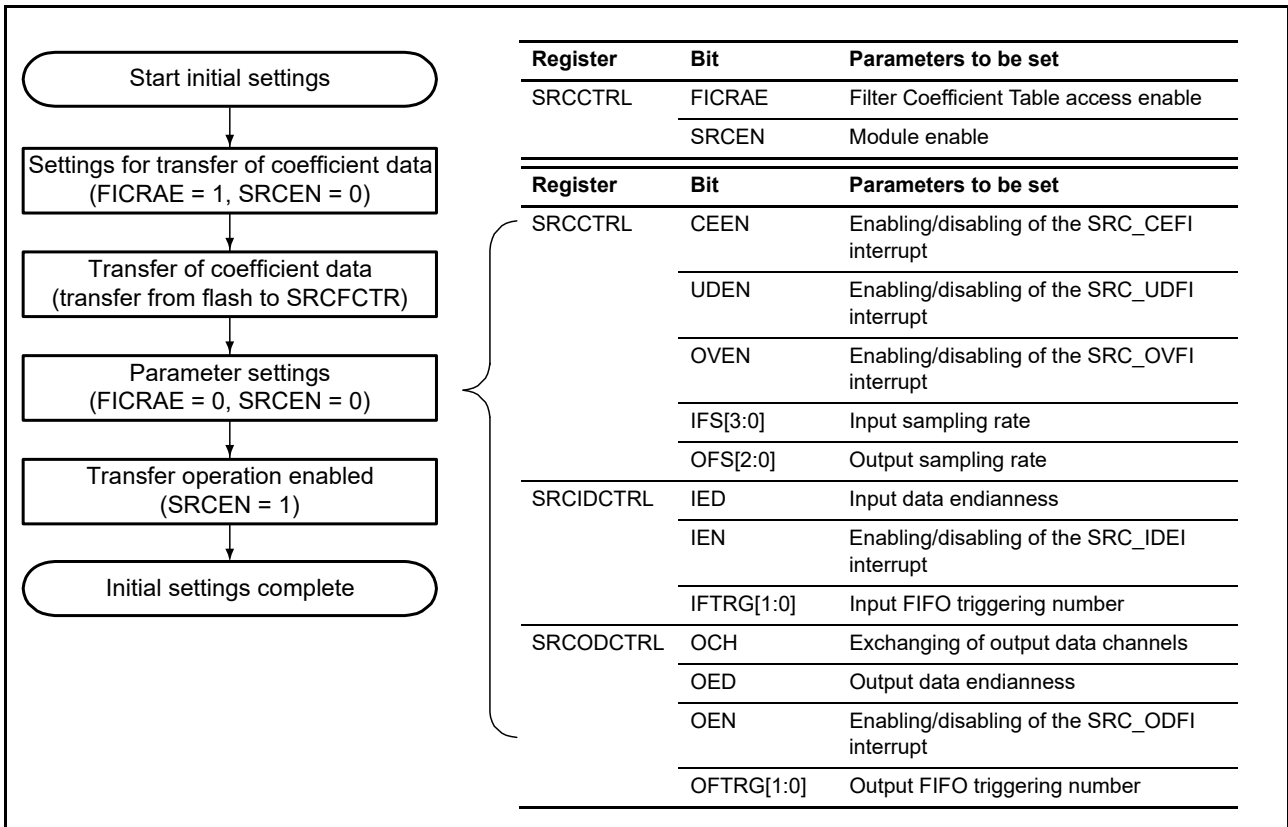 Start initial settings
Settings for transfer of coefficient data
(FICRAE = 1, SRCEN = 0)
Transfer of coefficient data
(transfer from flash to SRCFCTR)
Parameter settings
(FICRAE = 0, SRCEN = 0)
Transfer operation enabled
(SRCEN = 1)
Initial settings complete
Register Bit Parameters to be set
SRCCTRL FICRAE Filter Coefficient Table access enable
SRCEN Module enable
Register Bit Parameters to be set
SRCCTRL CEEN Enabling/disabling of the SRC_CEFI
interrupt
UDEN Enabling/disabling of the SRC_UDFI
interrupt
OVEN Enabling/disabling of the SRC_OVFI
interrupt
IFS[3:0] Input sampling rate
OFS[2:0] Output sampling rate
SRCIDCTRL IED Input data endianness
IEN Enabling/disabling of the SRC_IDEI
interrupt
IFTRG[1:0] Input FIFO triggering number
SRCODCTRL OCH Exchanging of output data channels
OED Output data endianness
OEN Enabling/disabling of the SRC_ODFI
interrupt
OFTRG[1:0] Output FIFO triggering number